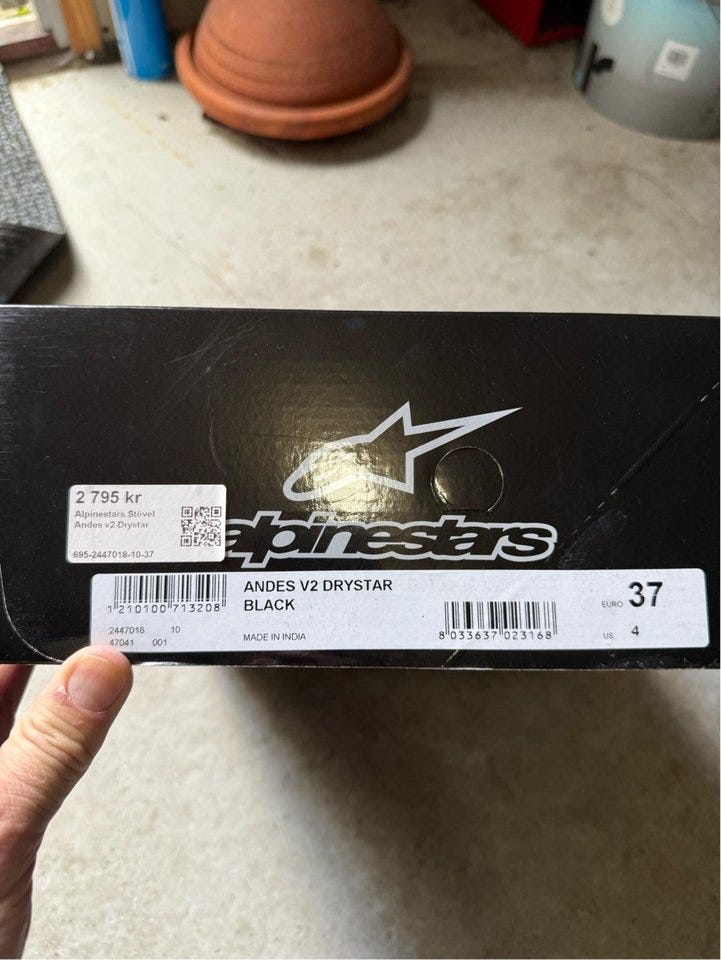 2 795 kr
Alpinestars Stövel
Andes v2 Drystar
695-2447018-10-37
alpinestars
1 210100 713208
2447018 10
47041 001
ANDES V2 DRYSTAR
BLACK
MADE IN INDIA
8 033637 023168
EURO 37
US 4